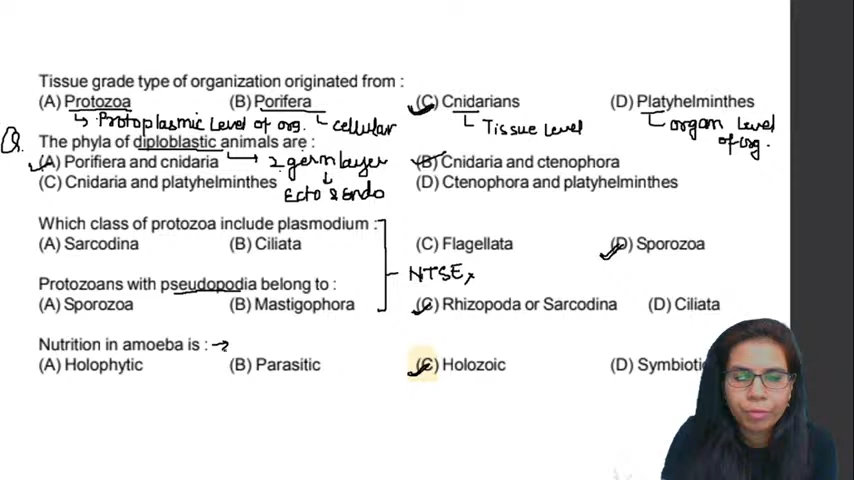 Tissue grade type of organization originated from :
(A) Protozoa (B) Porifera (C) Cnidarians (D) Platyhelminthes
↳ Protoplasmic Level of org. cellular Tissue level organ level of org.
Q. The phyla of diploblastic animals are :
(A) Porifiera and cnidaria → 2 germ layer (B) Cnidaria and ctenophora
(C) Cnidaria and platyhelminthes Ecto & Endo (D) Ctenophora and platyhelminthes
Which class of protozoa include plasmodium :
(A) Sarcodina (B) Ciliata (C) Flagellata (D) Sporozoa
NTSE
Protozoans with pseudopodia belong to :
(A) Sporozoa (B) Mastigophora (C) Rhizopoda or Sarcodina (D) Ciliata
Nutrition in amoeba is : →
(A) Holophytic (B) Parasitic (C) Holozoic (D) Symbioti